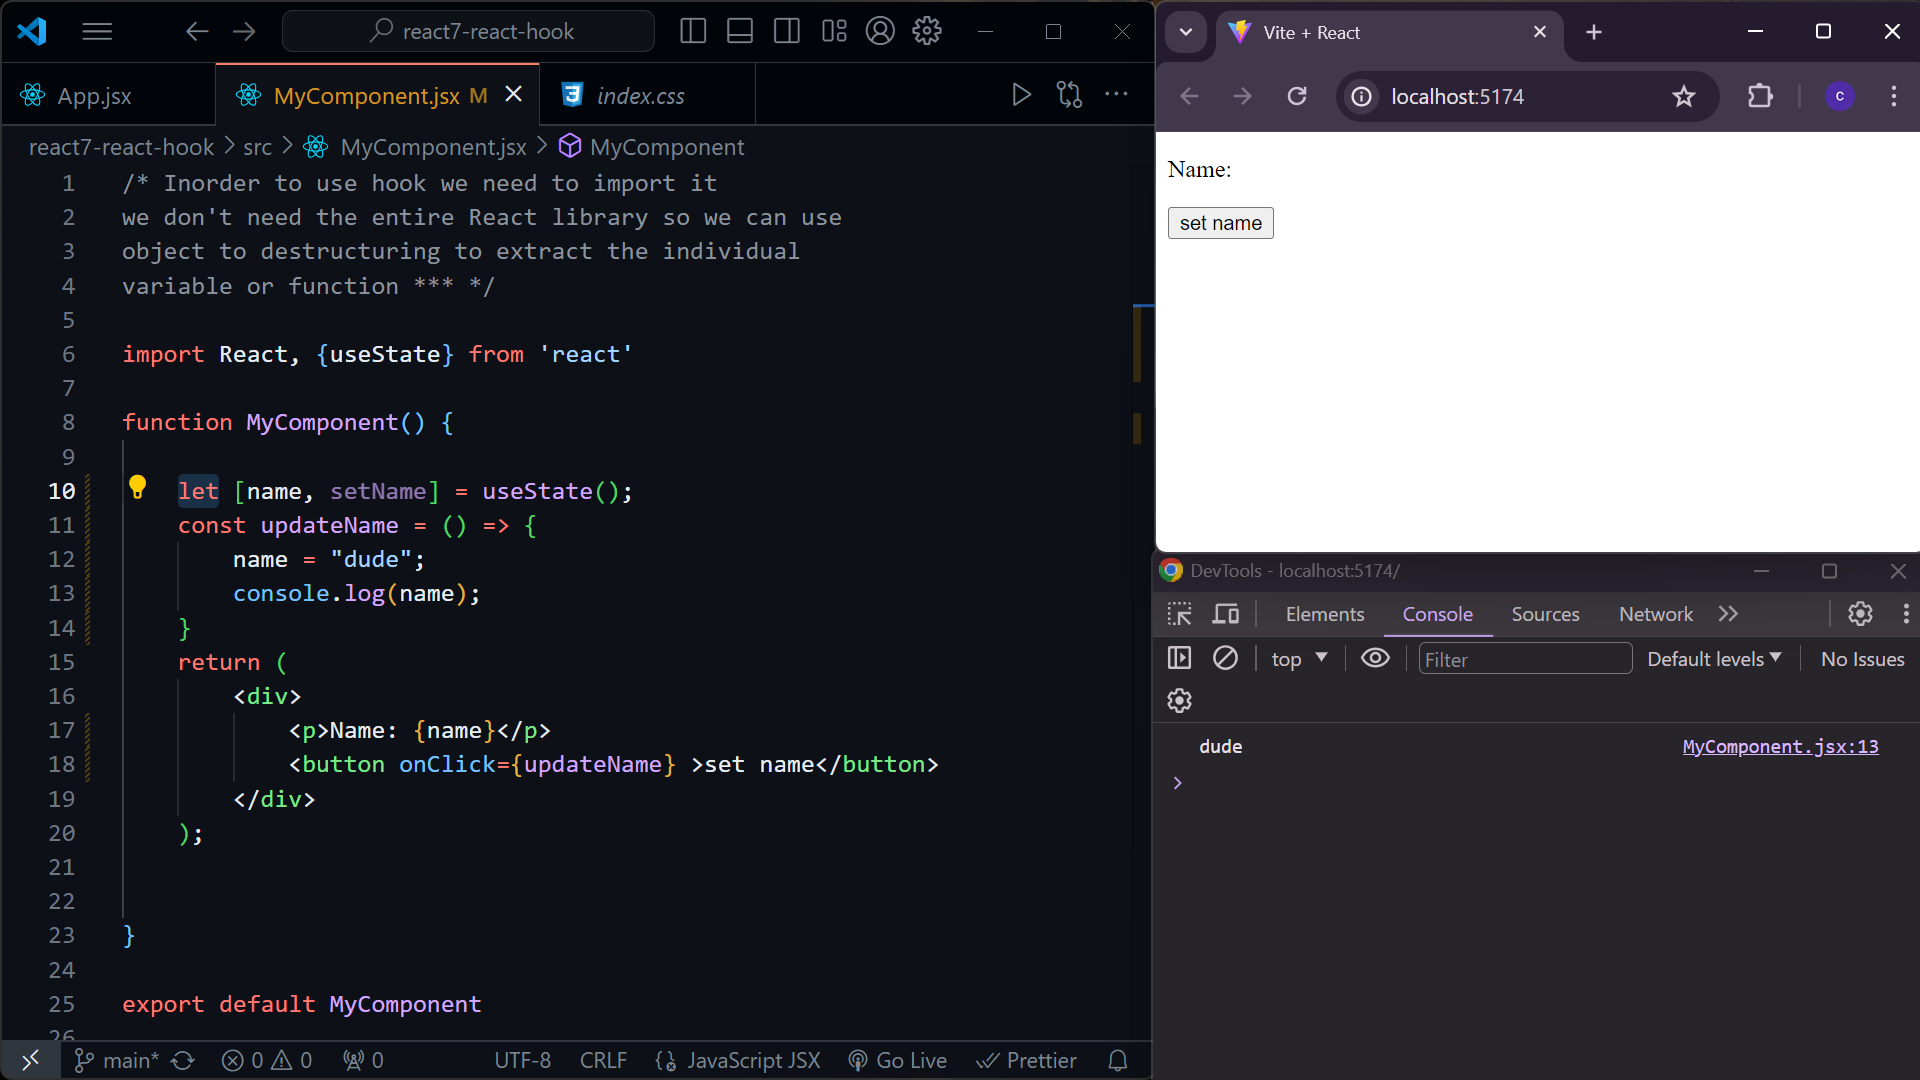 react7-react-hook
App.jsx
MyComponent.jsx M
index.css
react7-react-hook > src > MyComponent.jsx > MyComponent
1 /* Inorder to use hook we need to import it
2 we don't need the entire React library so we can use
3 object to destructuring to extract the individual
4 variable or function *** */
5
6 import React, {useState} from 'react'
7
8 function MyComponent() {
9
10 let [name, setName] = useState();
11 const updateName = () => {
12 name = "dude";
13 console.log(name);
14 }
15 return (
16 <div>
17 <p>Name: {name}</p>
18 <button onClick={updateName} >set name</button>
19 </div>
20 );
21
22
23 }
24
25 export default MyComponent
26
main* 0 0 0 UTF-8 CRLF JavaScript JSX Go Live Prettier
Vite + React
localhost:5174
c
Name:
set name
DevTools - localhost:5174/
Elements Console Sources Network
top Filter Default levels No Issues
dude MyComponent.jsx:13